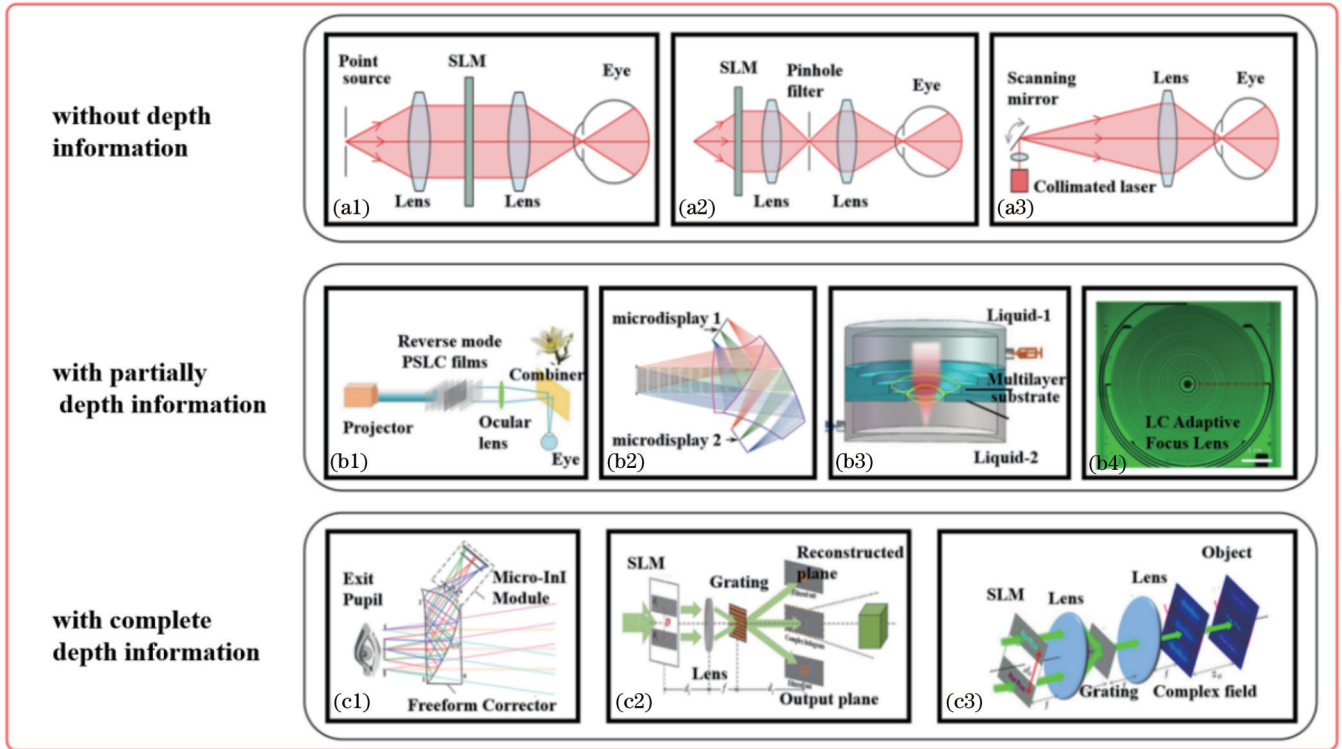 without depth
information
Point
source
SLM
Eye
Lens
Lens
(a1)
SLM
Pinhole
filter
Eye
Lens
Lens
(a2)
Scanning
mirror
Lens
Eye
Collimated laser
(a3)
with partially
depth information
Reverse mode
PSLC films
Combiner
Projector
Ocular
lens
Eye
(b1)
microdisplay 1
microdisplay 2
(b2)
Liquid-1
Multilayer
substrate
Liquid-2
(b3)
LC Adaptive
Focus Lens
(b4)
with complete
depth information
Exit
Pupil
Micro-InI
Module
Freeform Corrector
(c1)
SLM
Grating
Reconstructed
plane
Lens
Output plane
(c2)
Object
Lens
SLM
Lens
Grating
Complex field
(c3)